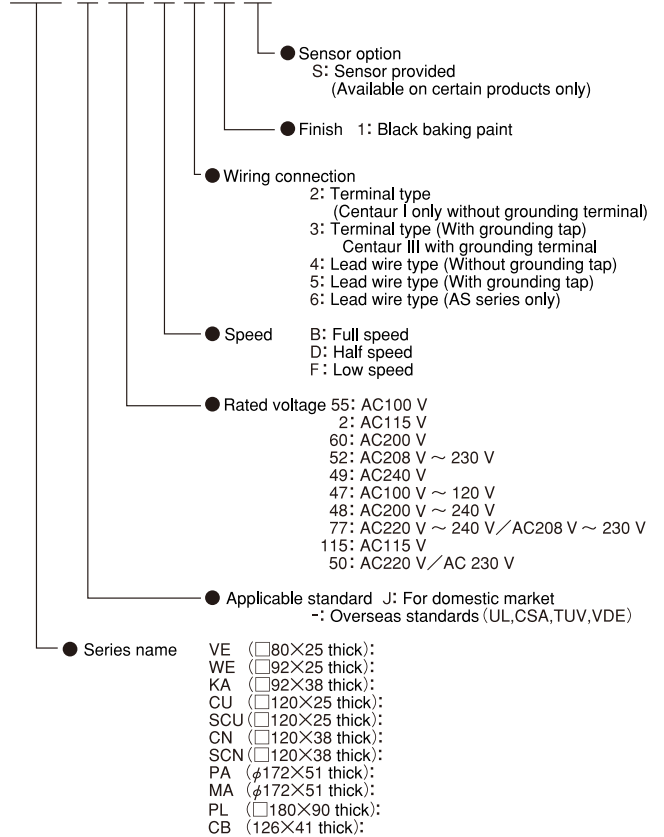 ● Sensor option
S: Sensor provided
(Available on certain products only)
● Finish 1: Black baking paint
● Wiring connection
2: Terminal type
(Centaur I only without grounding terminal)
3: Terminal type (With grounding tap)
Centaur III with grounding terminal
4: Lead wire type (Without grounding tap)
5: Lead wire type (With grounding tap)
6: Lead wire type (AS series only)
● Speed B: Full speed
D: Half speed
F: Low speed
● Rated voltage 55: AC100 V
2: AC115 V
60: AC200 V
52: AC208 V ～ 230 V
49: AC240 V
47: AC100 V ～ 120 V
48: AC200 V ～ 240 V
77: AC220 V ～ 240 V／AC208 V ～ 230 V
115: AC115 V
50: AC220 V／AC 230 V
● Applicable standard J: For domestic market
-: Overseas standards (UL,CSA,TUV,VDE)
● Series name VE (□80×25 thick):
WE (□92×25 thick):
KA (□92×38 thick):
CU (□120×25 thick):
SCU (□120×25 thick):
CN (□120×38 thick):
SCN (□120×38 thick):
PA (φ172×51 thick):
MA (φ172×51 thick):
PL (□180×90 thick):
CB (126×41 thick):